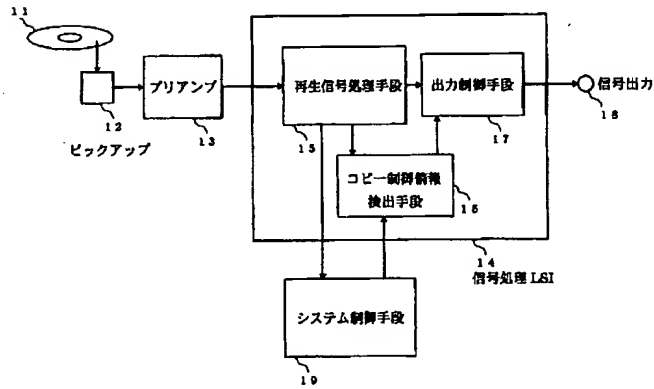 11
12
ピックアップ
プリアンプ
13
再生信号処理手段
15
出力制御手段
17
信号出力
18
コピー制御情報
検出手段
16
14
信号処理 LSI
システム制御手段
19